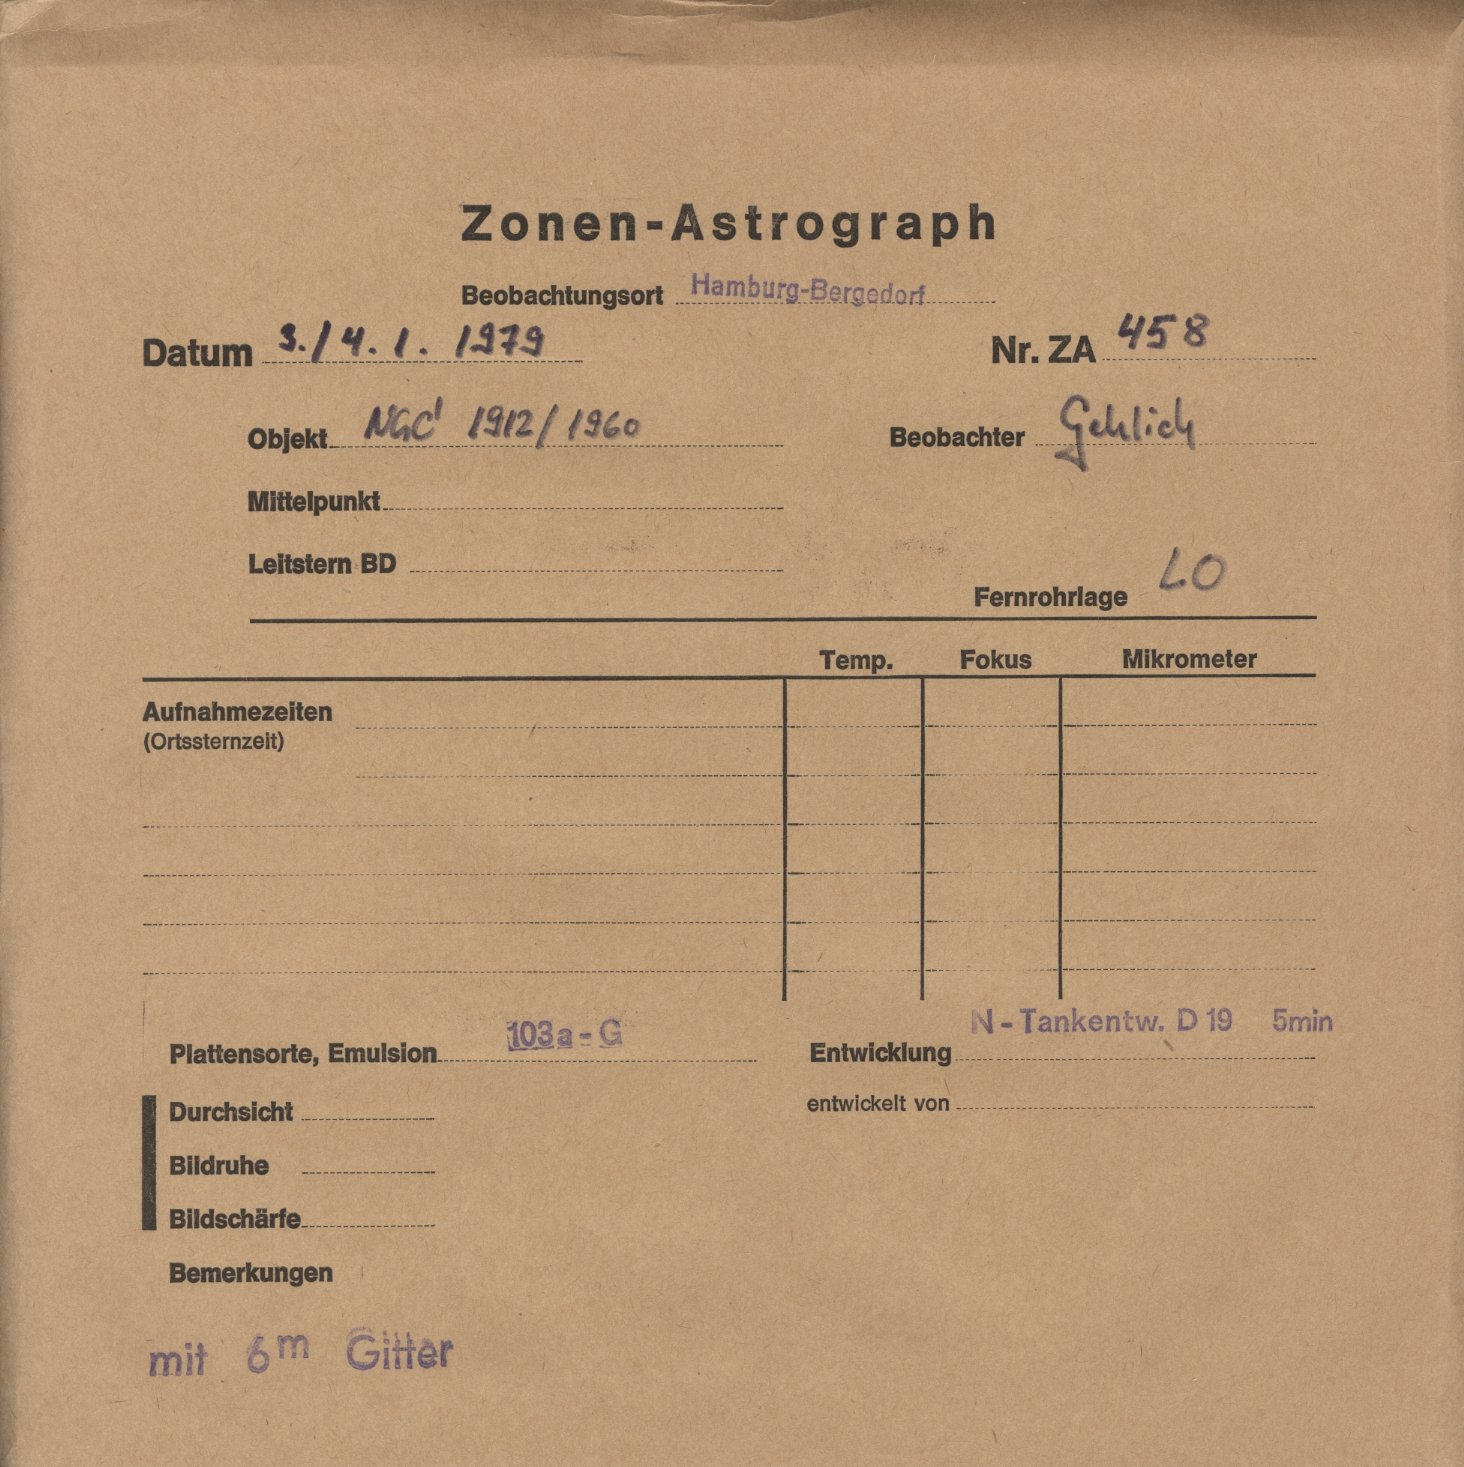 Zonen-Astrograph
Beobachtungsort Hamburg-Bergedorf
Datum 3./4. 1. 1979 Nr. ZA 458
Objekt NGC 1912/1960 Beobachter Gehlich
Mittelpunkt
Leitstern BD
Fernrohrlage LO
Temp. Fokus Mikrometer
Aufnahmezeiten
(Ortssternzeit)
Plattensorte, Emulsion 103a-G Entwicklung N-Tankentw. D 19 5min
Durchsicht entwickelt von
Bildruhe
Bildschärfe
Bemerkungen
mit 6m Gitter